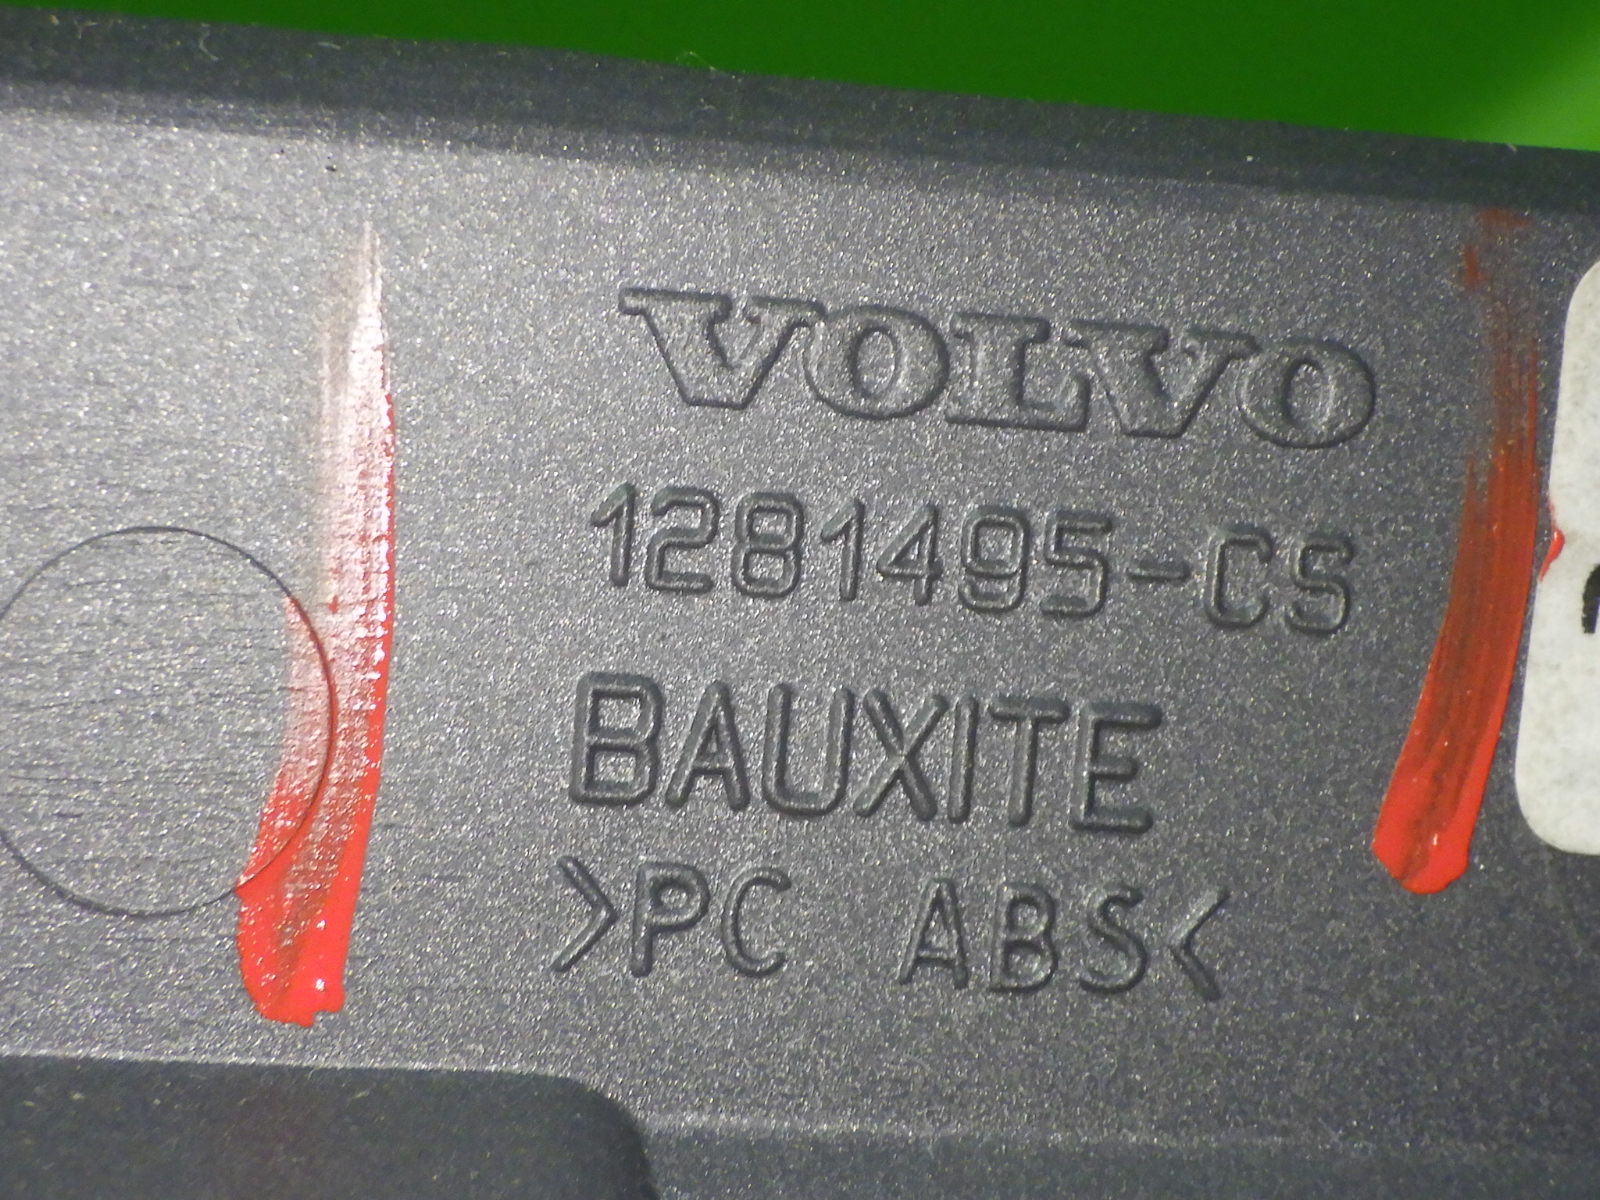 VOLVO
1281495-CS
BAUXITE
>PC ABS<